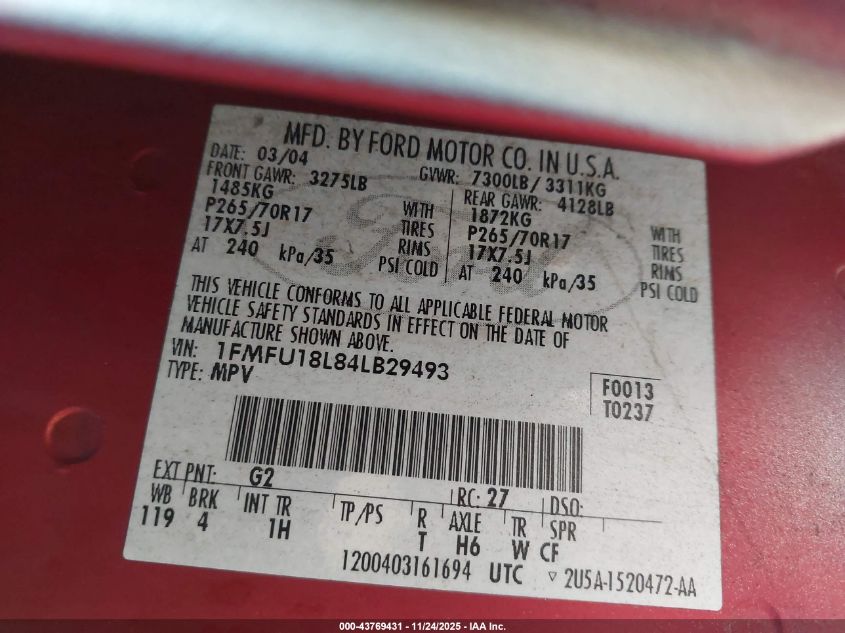 MFD. BY FORD MOTOR CO. IN U.S.A.
DATE: 03/04 GVWR: 7300LB/ 3311KG
FRONT GAWR: 3275LB REAR GAWR: 4128LB
1485KG WITH 1872KG WITH
P265/70R17 TIRES P265/70R17 TIRES
17X7.5J RIMS 17X7.5J RIMS
AT 240 kPa/35 PSI COLD AT 240 kPa/35 PSI COLD
THIS VEHICLE CONFORMS TO ALL APPLICABLE FEDERAL MOTOR
VEHICLE SAFETY STANDARDS IN EFFECT ON THE DATE OF
MANUFACTURE SHOWN ABOVE.
VIN: 1FMFU18L84LB29493
TYPE: MPV
F0013
T0237
EXT PNT: G2 RC: 27 DSO:
WB BRK INT TR TP/PS R AXLE TR SPR
119 4 1H T H6 W CF
1200403161694 UTC ▽ 2U5A-1520472-AA
Ford
000-43769431 - 11/24/2025 - IAA Inc.